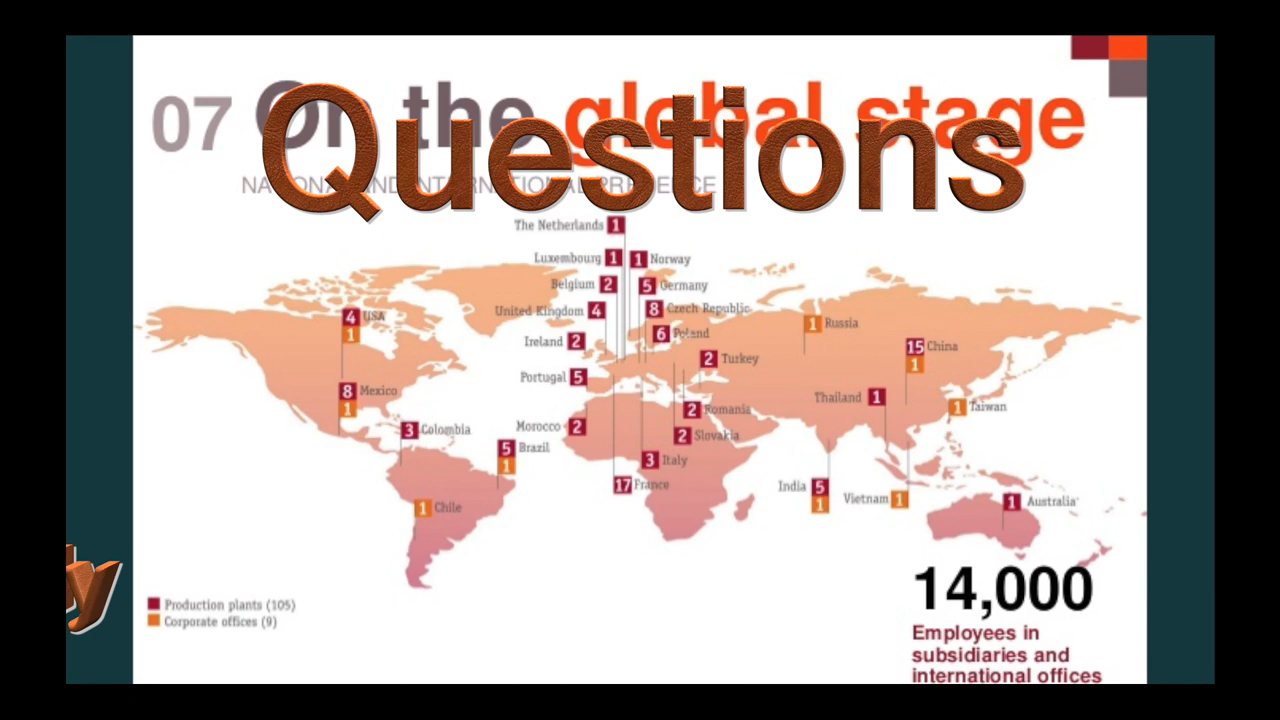 Questions
07 On the global stage
NATIONAL AND INTERNATIONAL PRESENCE
The Netherlands 1
Luxembourg 1
1 Norway
Belgium 2
5 Germany
United Kingdom 4
8 Czech Republic
4 USA
1
1 Russia
6 Poland
Ireland 2
15 China
1
2 Turkey
Portugal 5
8 Mexico
1
Thailand 1
1 Taiwan
2 Romania
Morocco 2
3 Colombia
2 Slovakia
5 Brazil
1
3 Italy
17 France
India 5
1
Vietnam 1
1 Australia
1 Chile
14,000
Employees in
subsidiaries and
international offices
Production plants (105)
Corporate offices (9)
y